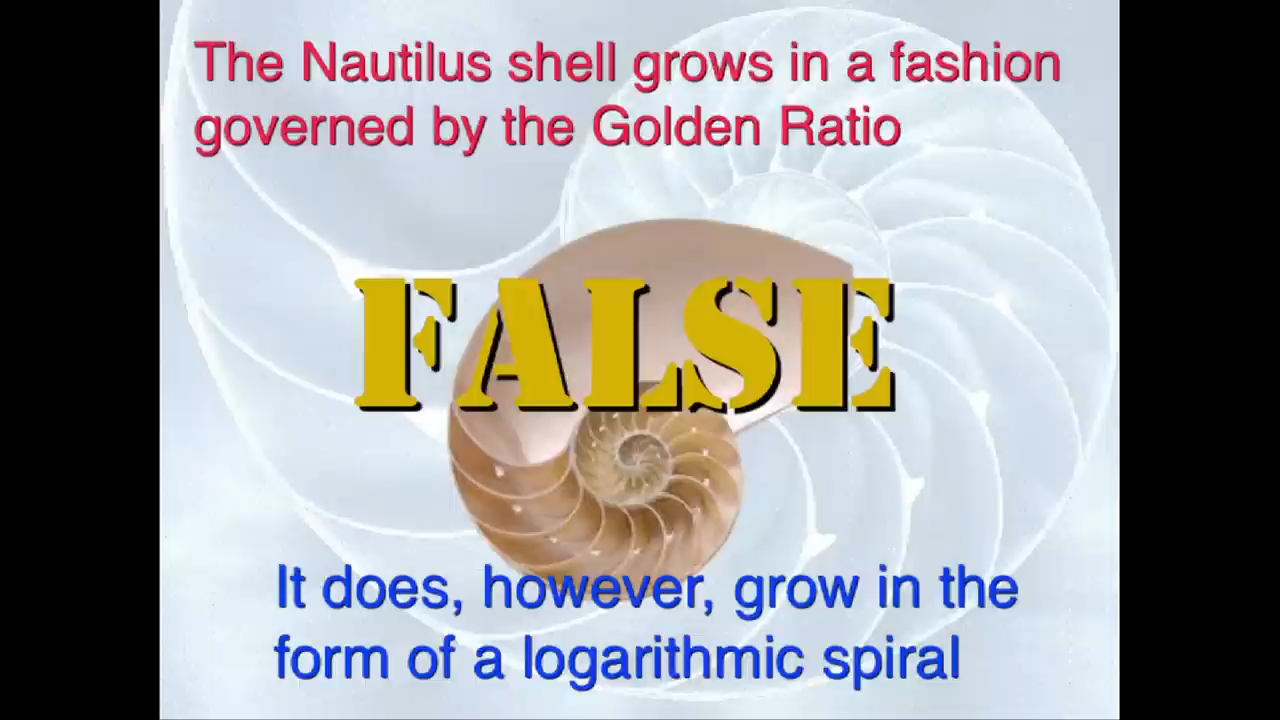 The Nautilus shell grows in a fashion
governed by the Golden Ratio
FALSE
It does, however, grow in the
form of a logarithmic spiral